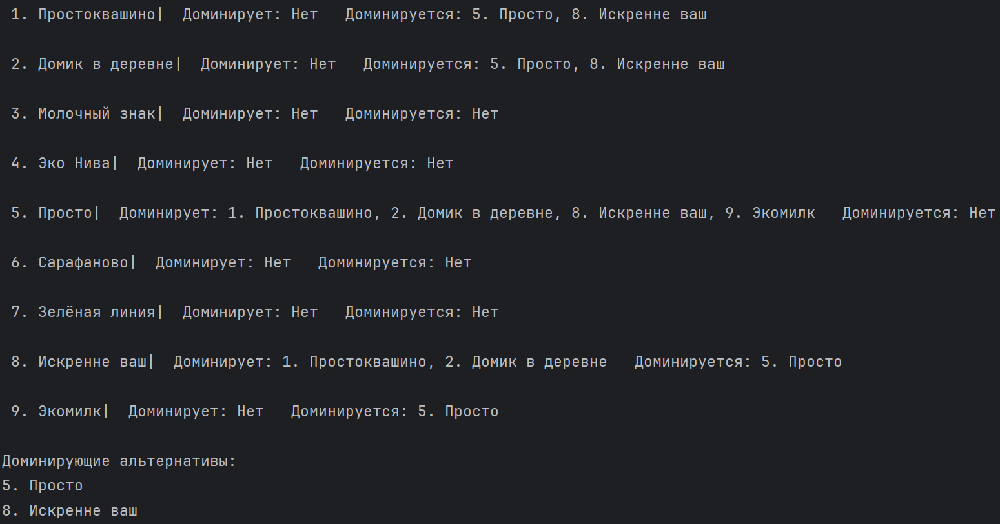 1. Простоквашино|  Доминирует: Нет   Доминируется: 5. Просто, 8. Искренне ваш
2. Домик в деревне|  Доминирует: Нет   Доминируется: 5. Просто, 8. Искренне ваш
3. Молочный знак|  Доминирует: Нет   Доминируется: Нет
4. Эко Нива|  Доминирует: Нет   Доминируется: Нет
5. Просто|  Доминирует: 1. Простоквашино, 2. Домик в деревне, 8. Искренне ваш, 9. Экомилк   Доминируется: Нет
6. Сарафаново|  Доминирует: Нет   Доминируется: Нет
7. Зелёная линия|  Доминирует: Нет   Доминируется: Нет
8. Искренне ваш|  Доминирует: 1. Простоквашино, 2. Домик в деревне   Доминируется: 5. Просто
9. Экомилк|  Доминирует: Нет   Доминируется: 5. Просто
Доминирующие альтернативы:
5. Просто
8. Искренне ваш